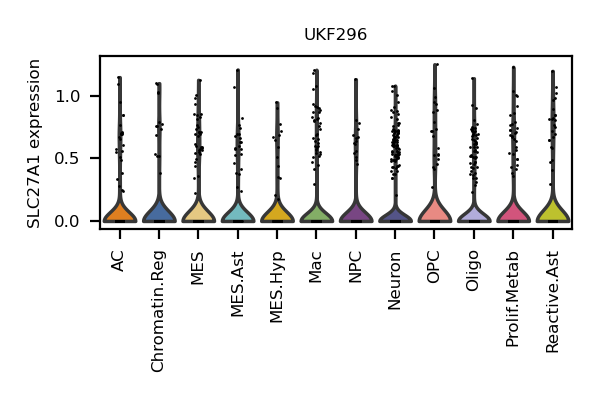 UKF296
SLC27A1 expression
1.0
0.5
0.0
AC
Chromatin.Reg
MES
MES.Ast
MES.Hyp
Mac
NPC
Neuron
OPC
Oligo
Prolif.Metab
Reactive.Ast